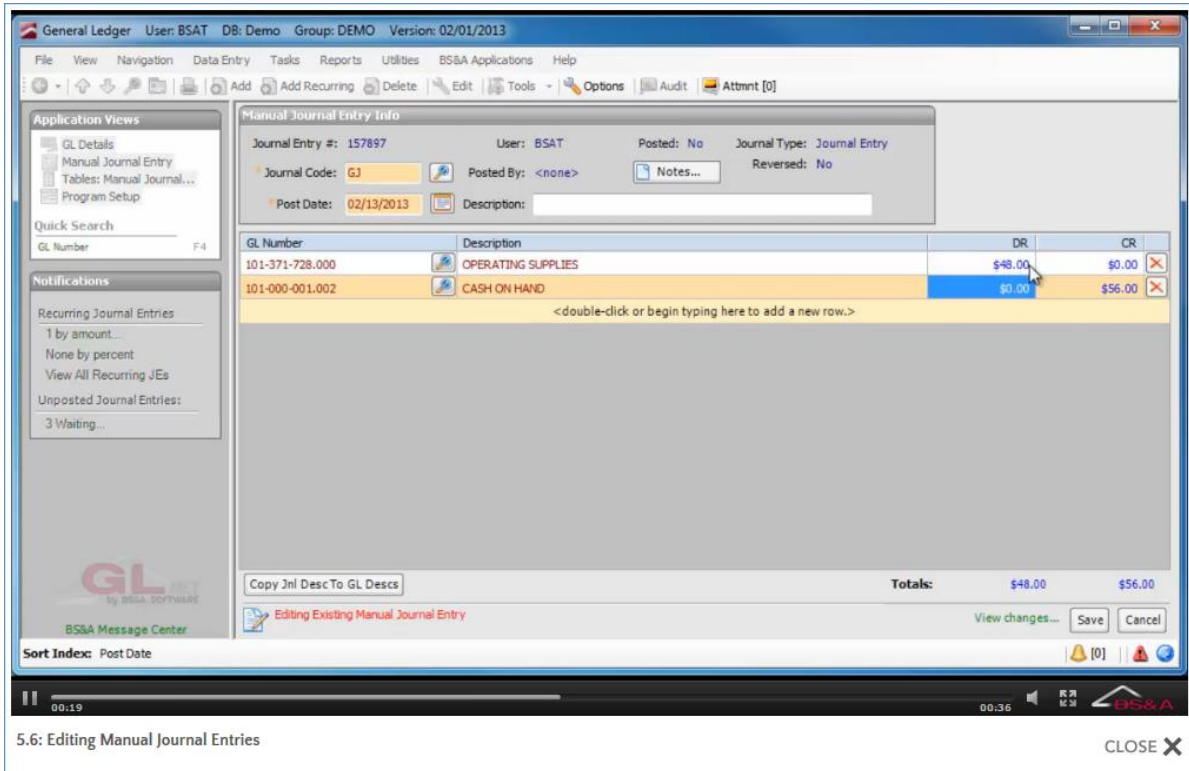 General Ledger User: BSAT DB: Demo Group: DEMO Version: 02/01/2013
File View Navigation Data Entry Tasks Reports Utilities BS&A Applications Help
Add Add Recurring Delete Edit Tools Options Audit Attmnt [0]
Application Views
GL Details
Manual Journal Entry
Tables: Manual Journal...
Program Setup
Quick Search
GL Number F4
Notifications
Recurring Journal Entries
1 by amount...
None by percent
View All Recurring JEs
Unposted Journal Entries:
3 Waiting...
GL.NET
by BS&A SOFTWARE
BS&A Message Center
Manual Journal Entry Info
Journal Entry #: 157897 User: BSAT Posted: No Journal Type: Journal Entry
Reversed: No
* Journal Code: GJ Posted By: <none> Notes...
* Post Date: 02/13/2013 Description:
GL Number Description DR CR
101-371-728.000 OPERATING SUPPLIES $48.00 $0.00
101-000-001.002 CASH ON HAND $0.00 $56.00
<double-click or begin typing here to add a new row.>
Copy Jnl Desc To GL Descs Totals: $48.00 $56.00
Editing Existing Manual Journal Entry View changes... Save Cancel
Sort Index: Post Date [0]
00:19 00:36 BS&A
5.6: Editing Manual Journal Entries CLOSE